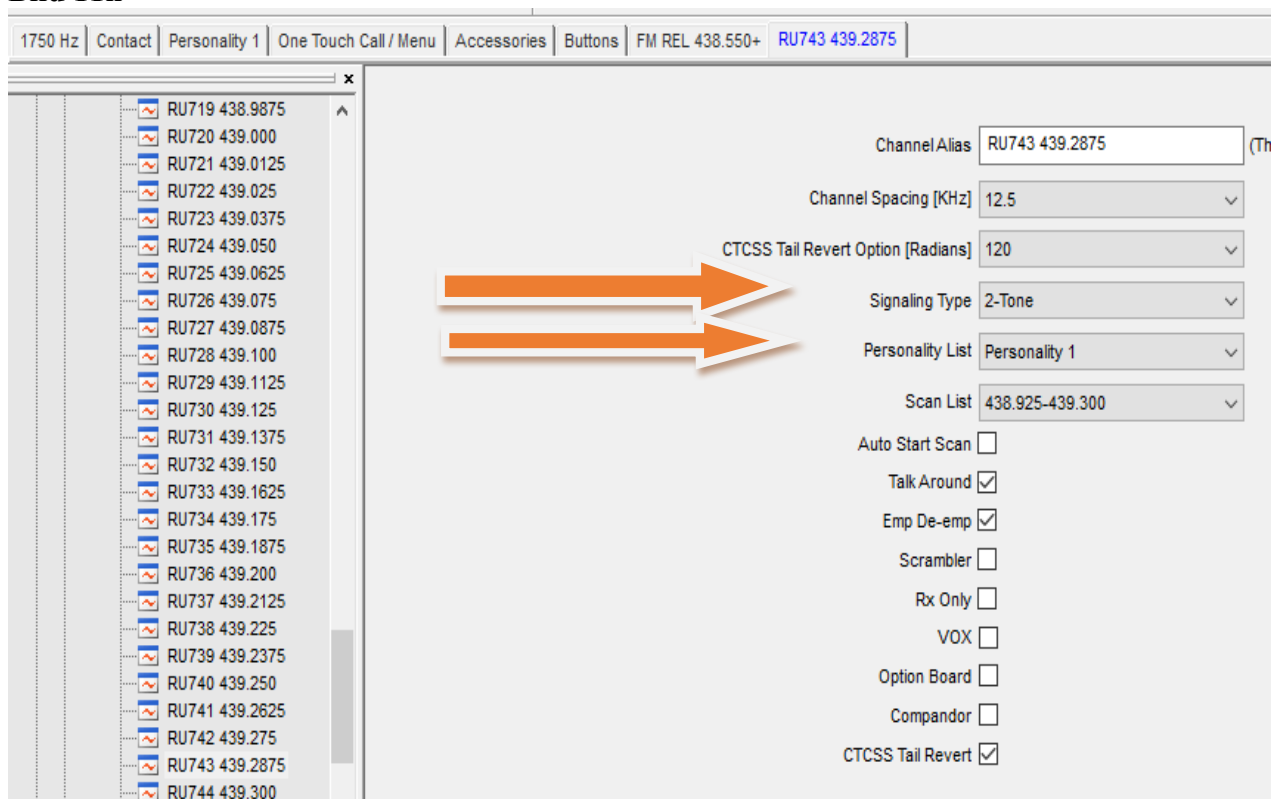 1750 Hz Contact Personality 1 One Touch Call / Menu Accessories Buttons FM REL 438.550+ RU743 439.2875
x
RU719 438.9875
RU720 439.000
RU721 439.0125
RU722 439.025
RU723 439.0375
RU724 439.050
RU725 439.0625
RU726 439.075
RU727 439.0875
RU728 439.100
RU729 439.1125
RU730 439.125
RU731 439.1375
RU732 439.150
RU733 439.1625
RU734 439.175
RU735 439.1875
RU736 439.200
RU737 439.2125
RU738 439.225
RU739 439.2375
RU740 439.250
RU741 439.2625
RU742 439.275
RU743 439.2875
RU744 439.300
Channel Alias RU743 439.2875 (Th
Channel Spacing [KHz] 12.5
CTCSS Tail Revert Option [Radians] 120
Signaling Type 2-Tone
Personality List Personality 1
Scan List 438.925-439.300
Auto Start Scan
Talk Around
Emp De-emp
Scrambler
Rx Only
VOX
Option Board
Compandor
CTCSS Tail Revert